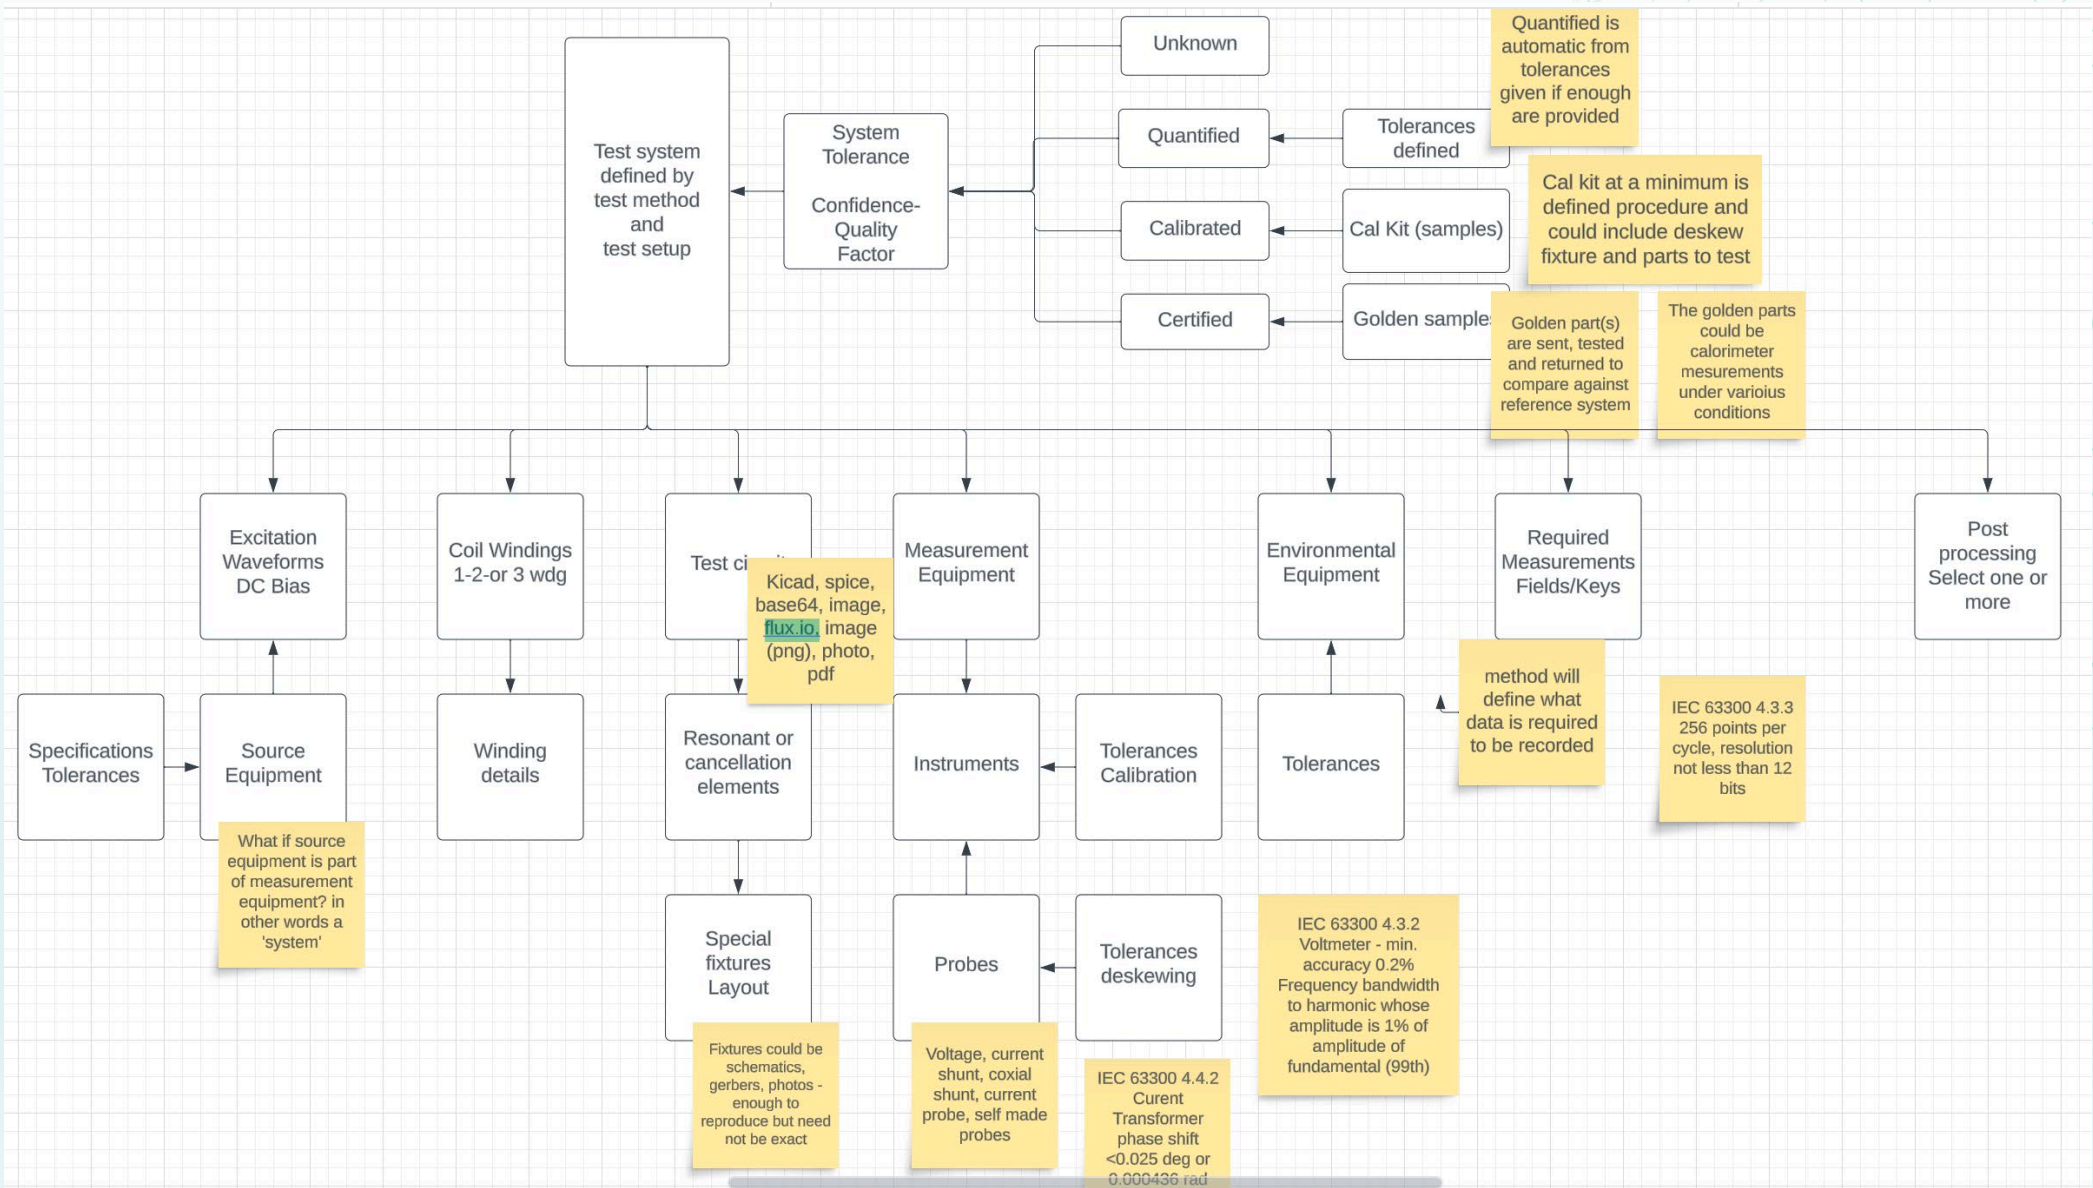 Unknown
Quantified is
automatic from
tolerances
given if enough
are provided
Test system
defined by
test method
and
test setup
System
Tolerance
Confidence-
Quality
Factor
Quantified
Tolerances
defined
Calibrated
Cal Kit (samples)
Cal kit at a minimum is
defined procedure and
could include deskew
fixture and parts to test
Certified
Golden samples
Golden part(s)
are sent, tested
and returned to
compare against
reference system
The golden parts
could be
calorimeter
mesurements
under varioius
conditions
Excitation
Waveforms
DC Bias
Coil Windings
1-2-or 3 wdg
Test
Kicad, spice,
base64, image,
flux.io, image
(png), photo,
pdf
Measurement
Equipment
Environmental
Equipment
Required
Measurements
Fields/Keys
Post
processing
Select one or
more
Specifications
Tolerances
Source
Equipment
What if source
equipment is part
of measurement
equipment? in
other words a
'system'
Winding
details
Resonant or
cancellation
elements
Instruments
Tolerances
Calibration
Tolerances
method will
define what
data is required
to be recorded
IEC 63300 4.3.3
256 points per
cycle, resolution
not less than 12
bits
Special
fixtures
Layout
Fixtures could be
schematics,
gerbers, photos -
enough to
reproduce but need
not be exact
Probes
Voltage, current
shunt, coxial
shunt, current
probe, self made
probes
Tolerances
deskewing
IEC 63300 4.4.2
Curent
Transformer
phase shift
<0.025 deg or
0.000436 rad
IEC 63300 4.3.2
Voltmeter - min.
accuracy 0.2%
Frequency bandwidth
to harmonic whose
amplitude is 1% of
amplitude of
fundamental (99th)